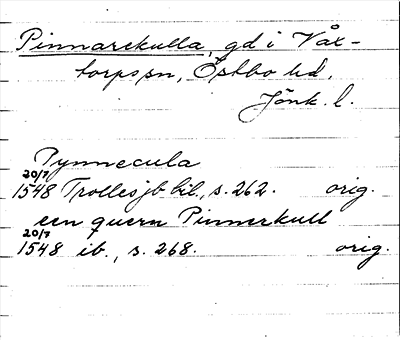 Pinnarekulla, gd i Våx-
torps sn, Östbo hd,
Jönk. l.
Pynnecula
20/7
1548 Trolles jb bil., s. 262. orig.
een quern Pinnerkull
20/7
1548 ib., s. 268. orig.